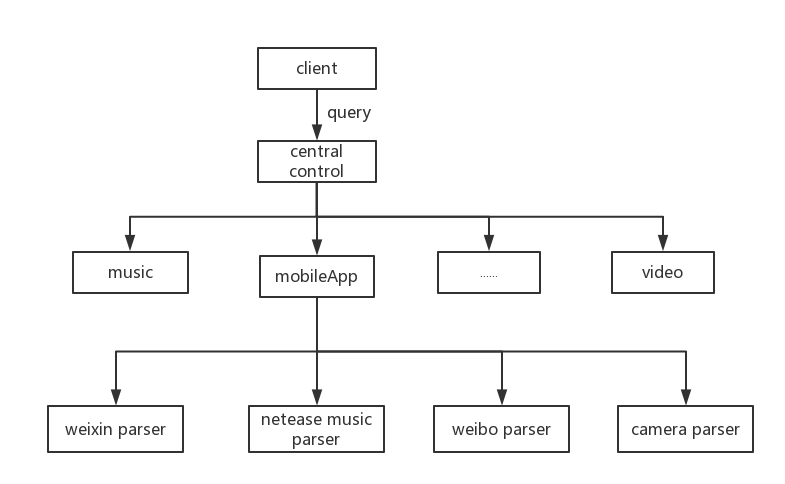 client
query
central
control
music
mobileApp
......
video
weixin parser
netease music
parser
weibo parser
camera parser